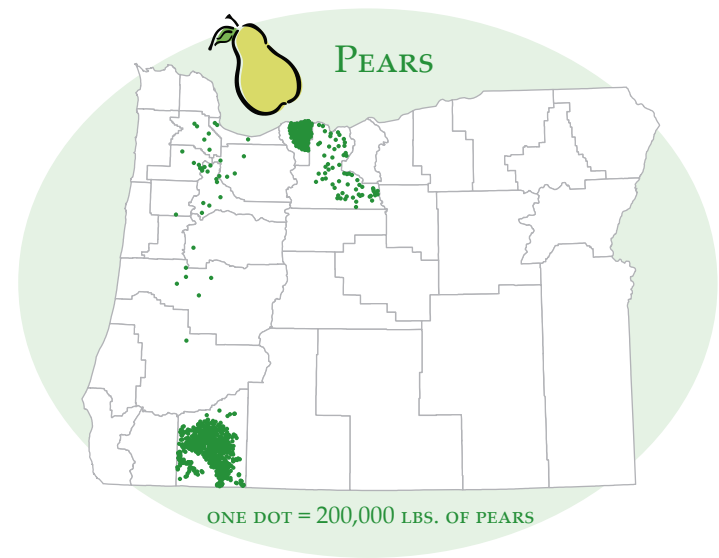 Pears
one dot = 200,000 lbs. of pears